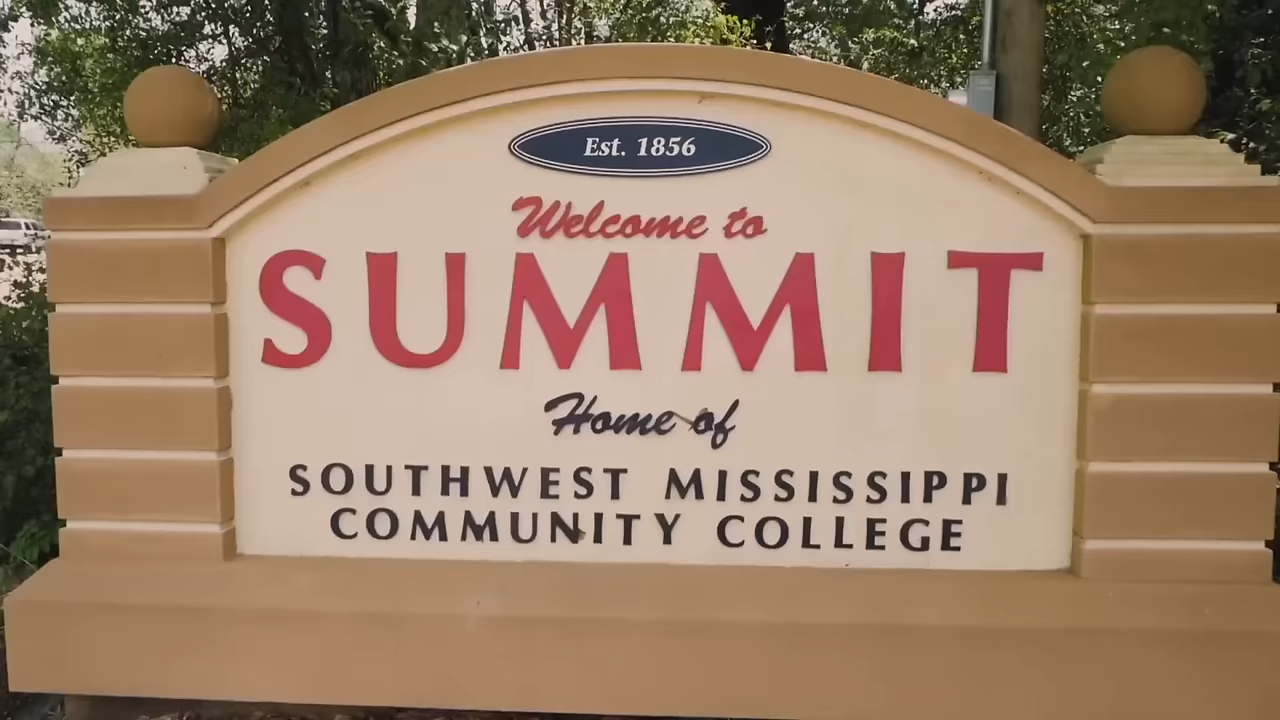 Est. 1856
Welcome to
SUMMIT
Home of
SOUTHWEST MISSISSIPPI
COMMUNITY COLLEGE